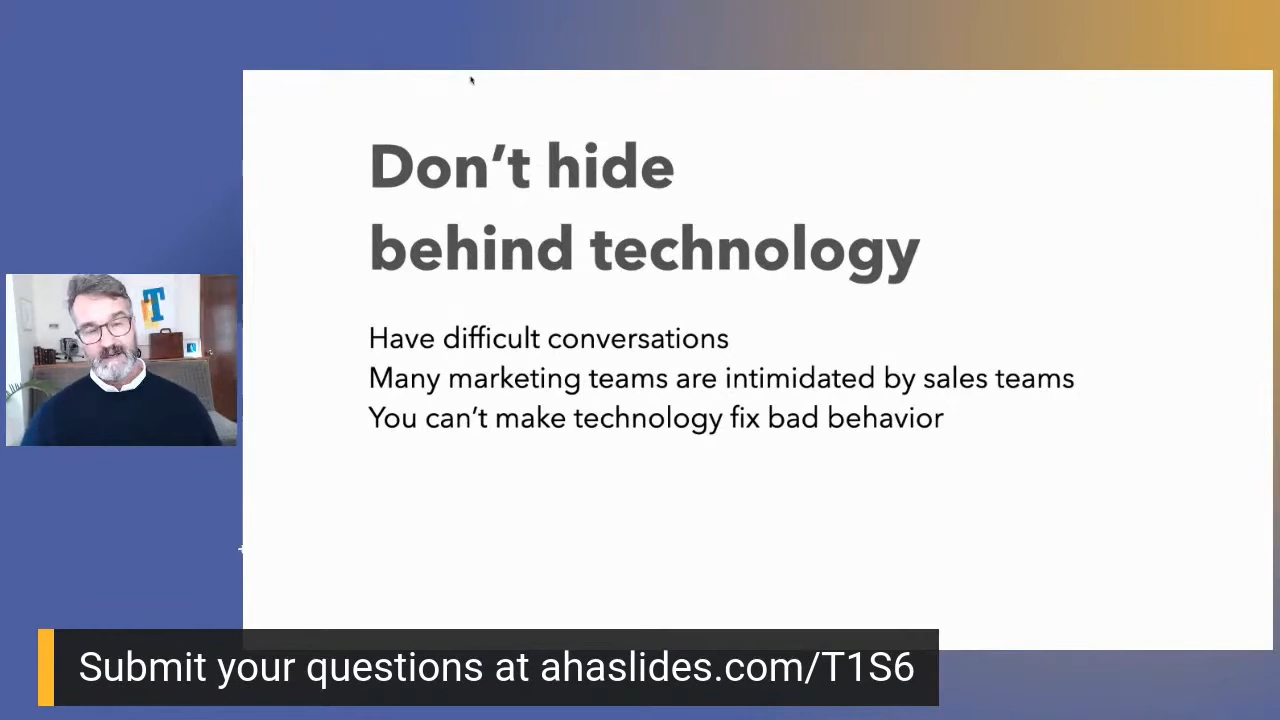 Don’t hide
behind technology
Have difficult conversations
Many marketing teams are intimidated by sales teams
You can’t make technology fix bad behavior
T
Submit your questions at ahaslides.com/T1S6